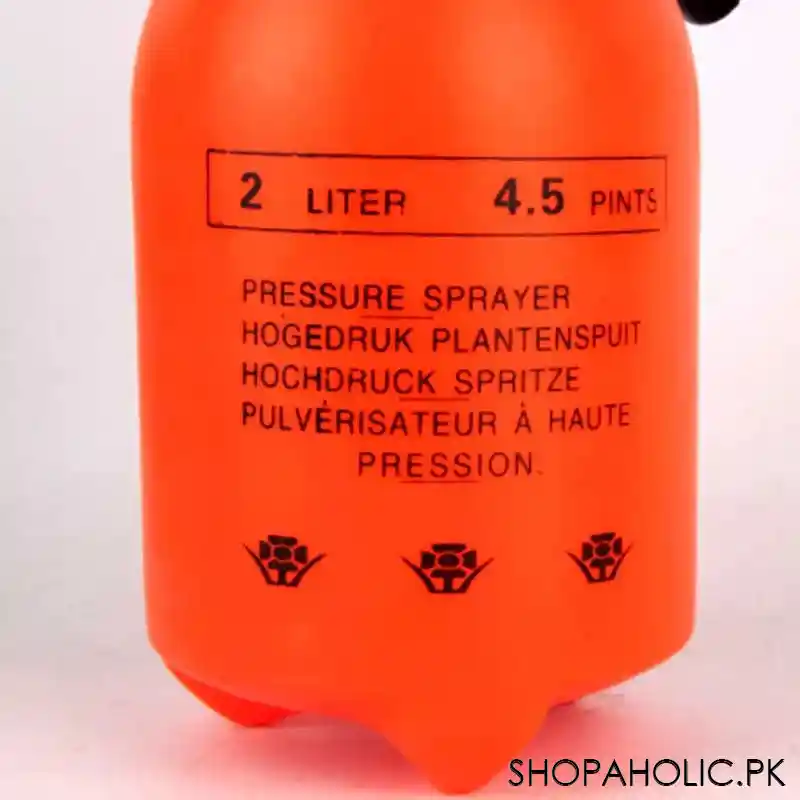 2 LITER 4.5 PINTS
PRESSURE SPRAYER
HOGEDRUK PLANTENSPUIT
HOCHDRUCK SPRITZE
PULVÉRISATEUR À HAUTE
PRESSION.
SHOPAHOLIC.PK